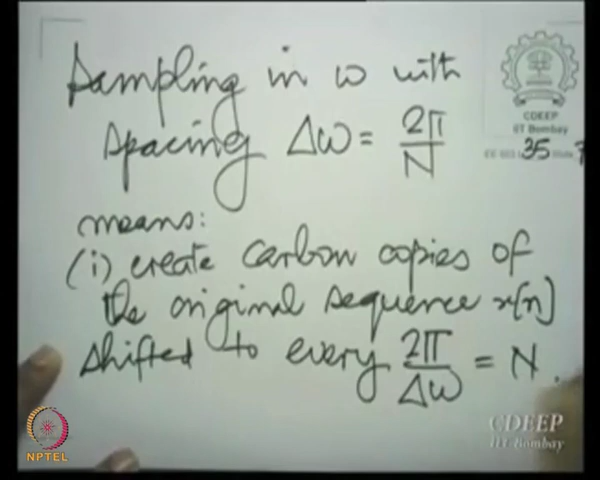 Sampling in ω with
spacing Δω = 2π/N
means:
(i) create carbon copies of
the original sequence x[n]
shifted to every 2π/Δω = N.
CDEEP
IIT Bombay
35
NPTEL
CDEEP
IIT Bombay